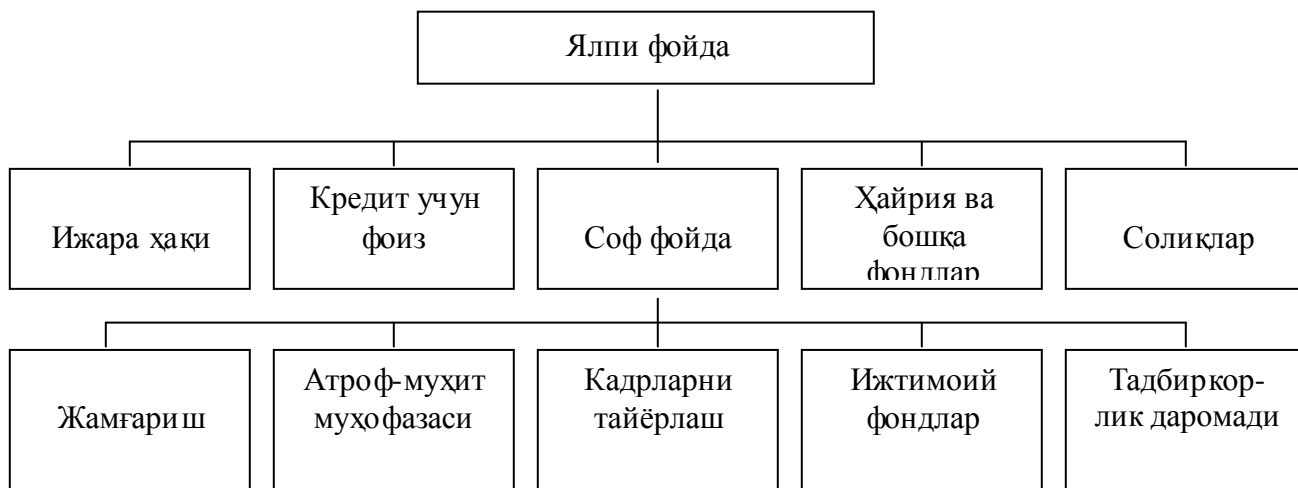 Ялпи фойда
Ижара ҳақи
Кредит учун
фоиз
Соф фойда
Ҳайрия ва
бошқа
фондлар
Солиқлар
Жамғариш
Атроф-муҳит
муҳофазаси
Кадрларни
тайёрлаш
Ижтимоий
фондлар
Тадбиркор-
лик даромади